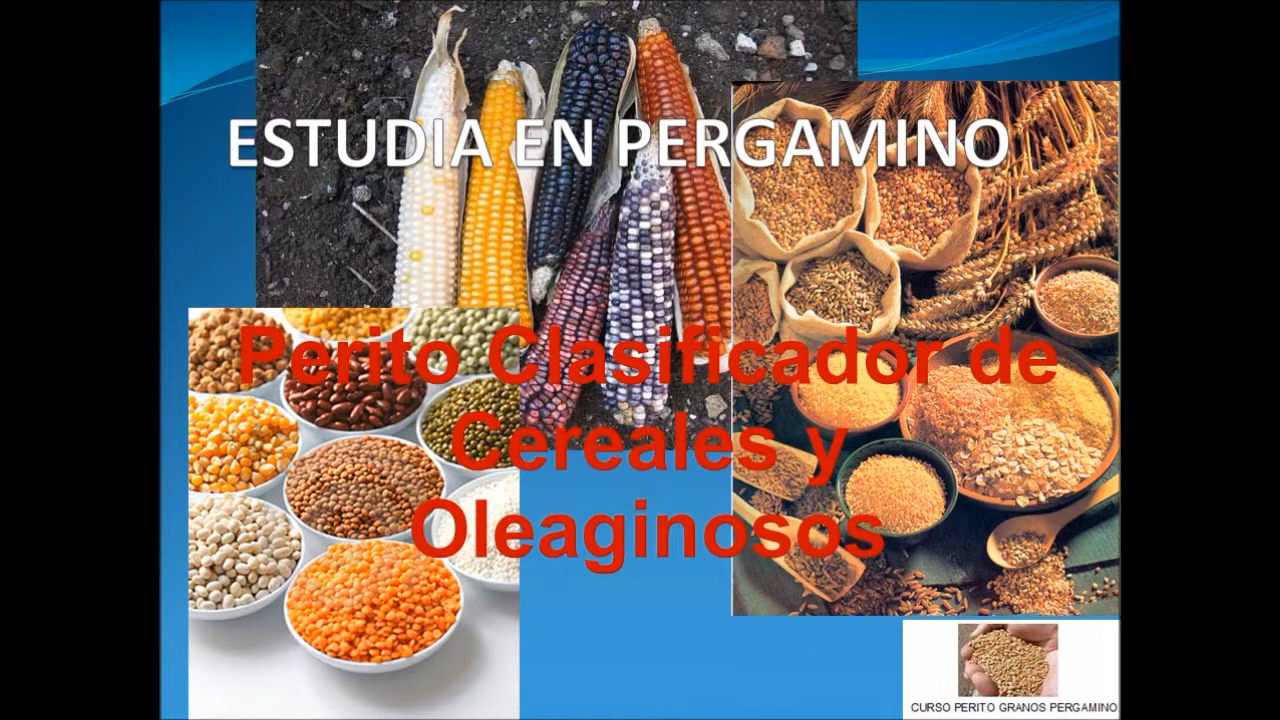 ESTUDIA EN PERGAMINO
Perito Clasificador de
Cereales y
Oleaginosos
CURSO PERITO GRANOS PERGAMINO